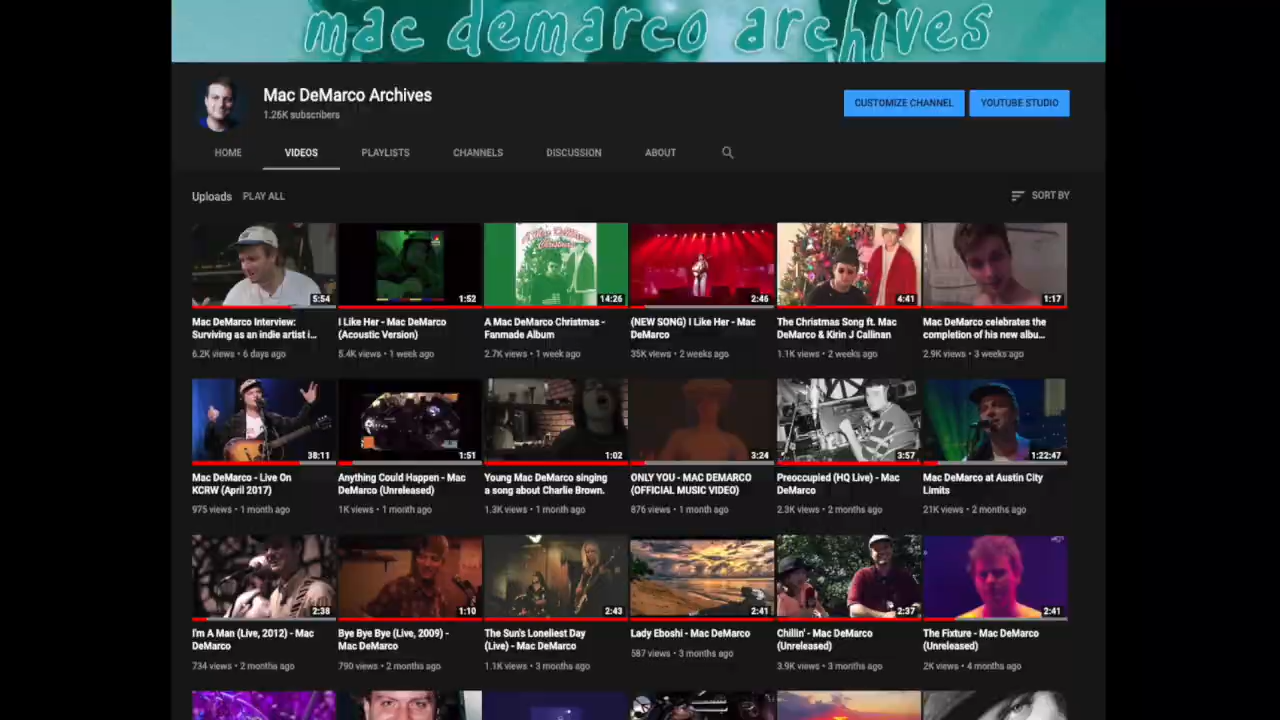 mac demarco archives
Mac DeMarco Archives
1.26K subscribers
CUSTOMIZE CHANNEL
YOUTUBE STUDIO
HOME
VIDEOS
PLAYLISTS
CHANNELS
DISCUSSION
ABOUT
Uploads
PLAY ALL
SORT BY
5:54
Mac DeMarco Interview:
Surviving as an indie artist i...
6.2K views • 6 days ago
1:52
I Like Her - Mac DeMarco
(Acoustic Version)
5.4K views • 1 week ago
14:26
A Mac DeMarco Christmas -
Fanmade Album
2.7K views • 1 week ago
2:46
(NEW SONG) I Like Her - Mac
DeMarco
35K views • 2 weeks ago
4:41
The Christmas Song ft. Mac
DeMarco & Kirin J Callinan
1.1K views • 2 weeks ago
1:17
Mac DeMarco celebrates the
completion of his new albu...
2.9K views • 3 weeks ago
38:11
Mac DeMarco - Live On
KCRW (April 2017)
975 views • 1 month ago
1:51
Anything Could Happen - Mac
DeMarco (Unreleased)
1K views • 1 month ago
1:02
Young Mac DeMarco singing
a song about Charlie Brown.
1.3K views • 1 month ago
3:24
ONLY YOU - MAC DEMARCO
(OFFICIAL MUSIC VIDEO)
876 views • 1 month ago
3:57
Preoccupied (HQ Live) - Mac
DeMarco
2.3K views • 2 months ago
1:22:47
Mac DeMarco at Austin City
Limits
21K views • 2 months ago
2:38
I'm A Man (Live, 2012) - Mac
DeMarco
734 views • 2 months ago
1:10
Bye Bye Bye (Live, 2009) -
Mac DeMarco
790 views • 2 months ago
2:43
The Sun's Loneliest Day
(Live) - Mac DeMarco
1.1K views • 3 months ago
2:41
Lady Eboshi - Mac DeMarco
587 views • 3 months ago
2:37
Chillin' - Mac DeMarco
(Unreleased)
3.9K views • 3 months ago
2:41
The Fixture - Mac DeMarco
(Unreleased)
2K views • 4 months ago